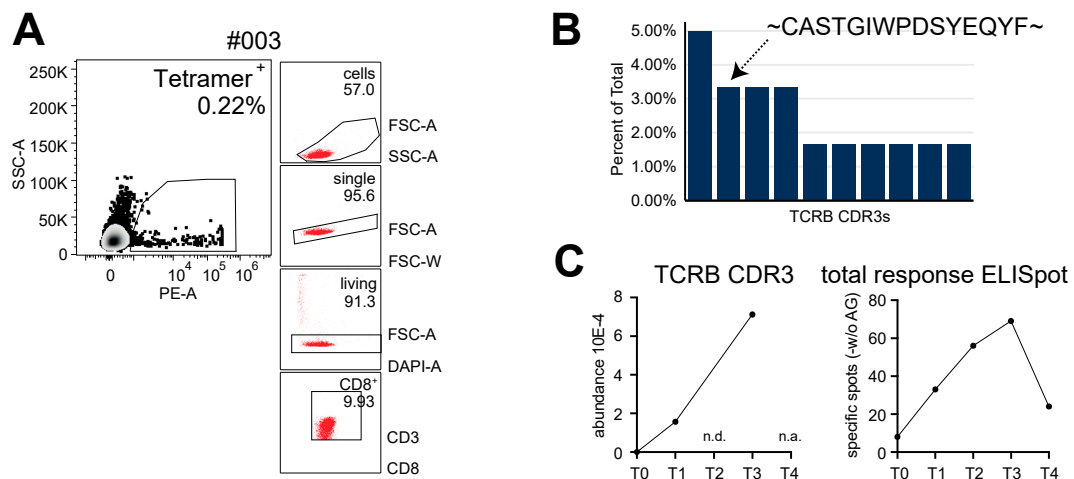 A
#003
Tetramer+
0.22%
250K
200K
150K
100K
50K
0
SSC-A
0 10^4 10^5 10^6
PE-A
cells
57.0
FSC-A
SSC-A
single
95.6
FSC-A
FSC-W
living
91.3
FSC-A
DAPI-A
CD8+
9.93
CD3
CD8
B
~CASTGIWPDSYEQYF~
5.00%
4.00%
3.00%
2.00%
1.00%
0.00%
Percent of Total
TCRB CDR3s
C
TCRB CDR3
8
6
4
2
0
abundance 10E-4
n.d.
n.a.
T0 T1 T2 T3 T4
total response ELISpot
80
60
40
20
0
specific spots (-w/o AG)
T0 T1 T2 T3 T4